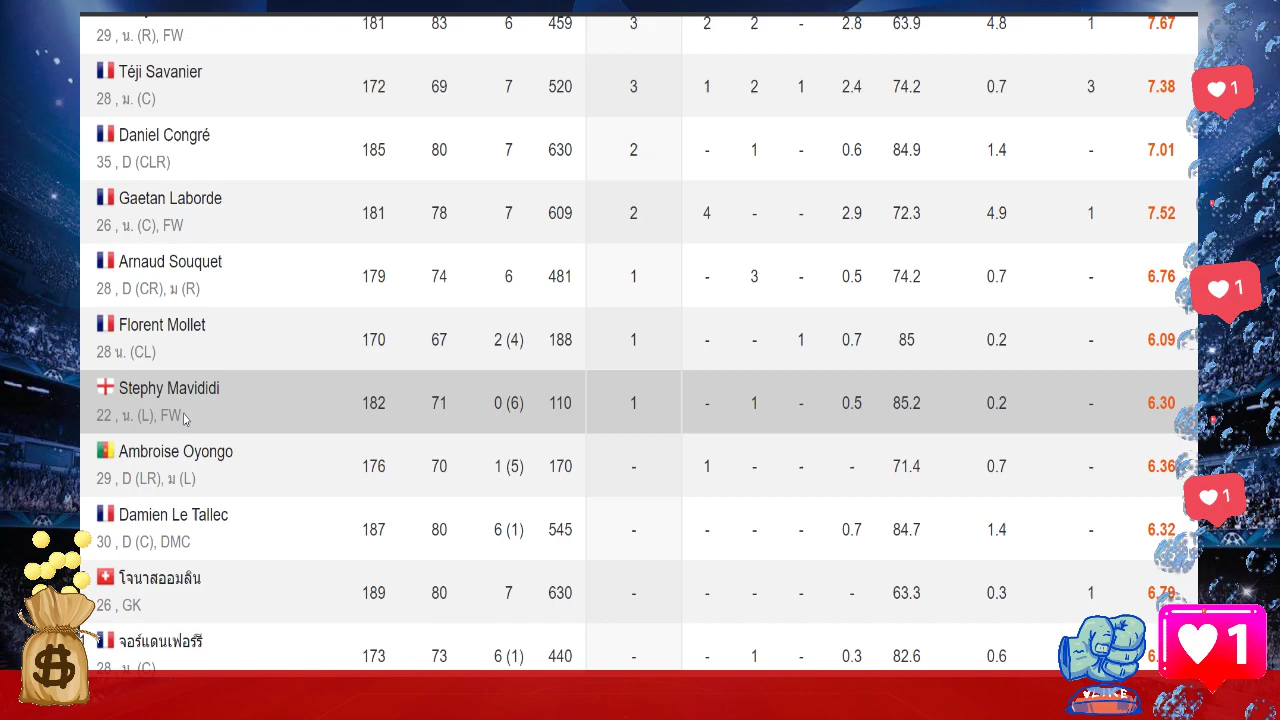 29 , น. (R), FW 181 83 6 459 3 2 2 - 2.8 63.9 4.8 1 7.67
Téji Savanier
28 , ม. (C) 172 69 7 520 3 1 2 1 2.4 74.2 0.7 3 7.38
Daniel Congré
35 , D (CLR) 185 80 7 630 2 - 1 - 0.6 84.9 1.4 - 7.01
Gaetan Laborde
26 , น. (C), FW 181 78 7 609 2 4 - - 2.9 72.3 4.9 1 7.52
Arnaud Souquet
28 , D (CR), ม (R) 179 74 6 481 1 - 3 - 0.5 74.2 0.7 - 6.76
Florent Mollet
28 น. (CL) 170 67 2 (4) 188 1 - - 1 0.7 85 0.2 - 6.09
Stephy Mavididi
22 , น. (L), FW 182 71 0 (6) 110 1 - 1 - 0.5 85.2 0.2 - 6.30
Ambroise Oyongo
29 , D (LR), ม (L) 176 70 1 (5) 170 - 1 - - - 71.4 0.7 - 6.36
Damien Le Tallec
30 , D (C), DMC 187 80 6 (1) 545 - - - - 0.7 84.7 1.4 - 6.32
โจนาสออมลิน
26 , GK 189 80 7 630 - - - - - 63.3 0.3 1 6.79
จอร์แดนเฟอร์รี
28 , น. (C) 173 73 6 (1) 440 - - 1 - 0.3 82.6 0.6 - 6.
1
1
1
1